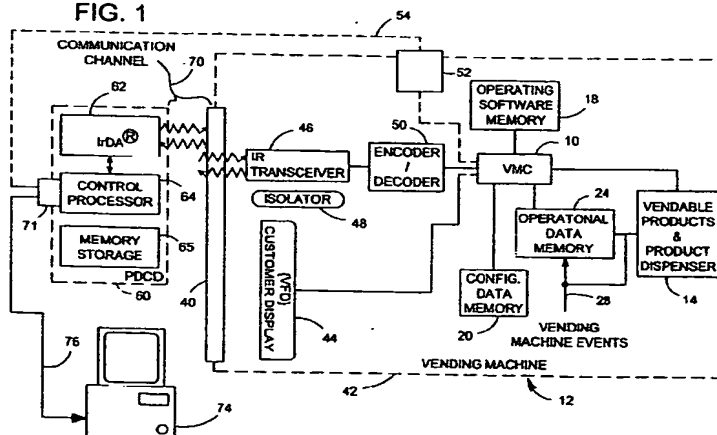 FIG. 1
54
COMMUNICATION
CHANNEL
70
62
52
OPERATING
SOFTWARE
MEMORY
18
IrDA®
46
50
10
IR
TRANSCEIVER
ENCODER
/
DECODER
VMC
CONTROL
PROCESSOR
64
24
71
ISOLATOR
48
OPERATONAL
DATA
MEMORY
VENDABLE
PRODUCTS
&
PRODUCT
DISPENSER
MEMORY
STORAGE
65
PDCD
60
40
(VFD)
CUSTOMER DISPLAY
44
CONFIG.
DATA
MEMORY
20
28
14
VENDING
MACHINE EVENTS
76
VENDING MACHINE
42
12
74